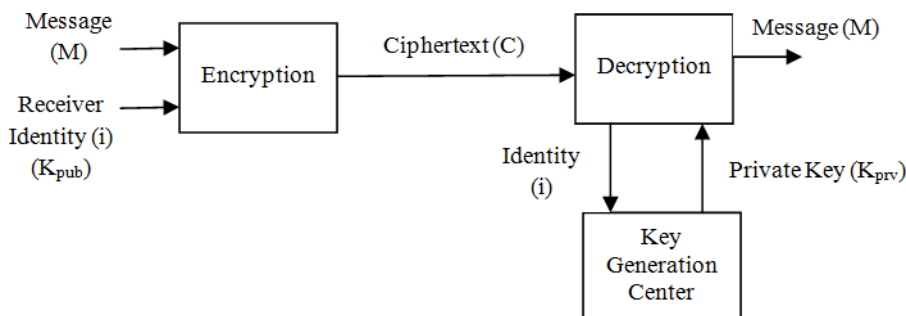 Message
(M)
Receiver
Identity (i)
(Kpub)
Encryption
Ciphertext (C)
Decryption
Message (M)
Identity
(i)
Private Key (Kprv)
Key
Generation
Center